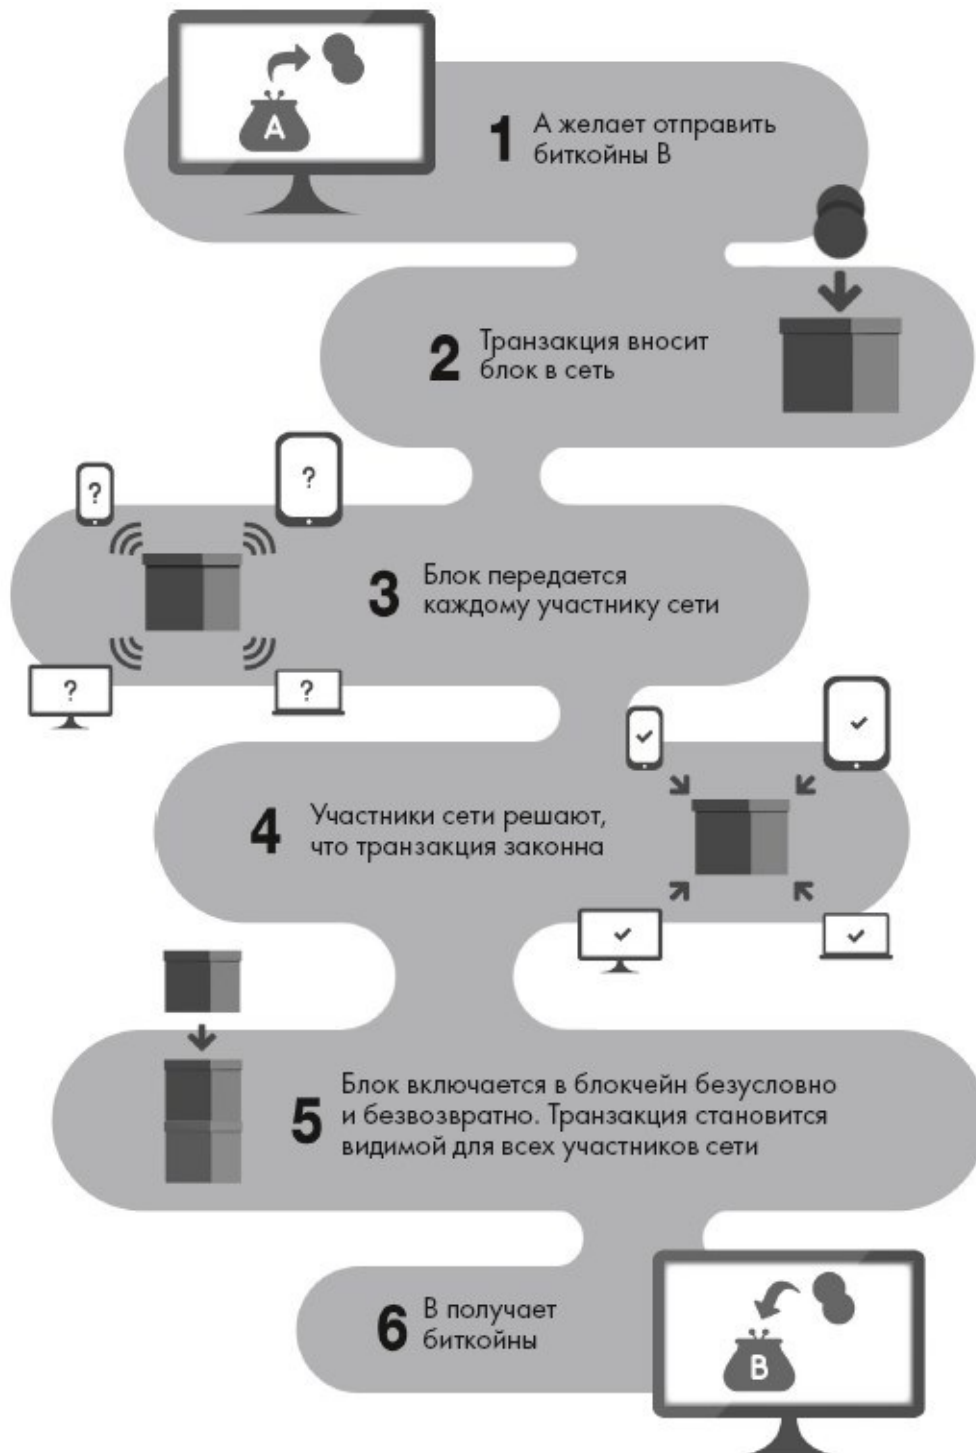 A
1 А желает отправить
биткойны В
2 Транзакция вносит
блок в сеть
? ?
3 Блок передается
каждому участнику сети
? ?
4 Участники сети решают,
что транзакция законна
5 Блок включается в блокчейн безусловно
и безвозвратно. Транзакция становится
видимой для всех участников сети
6 В получает
биткойны
B